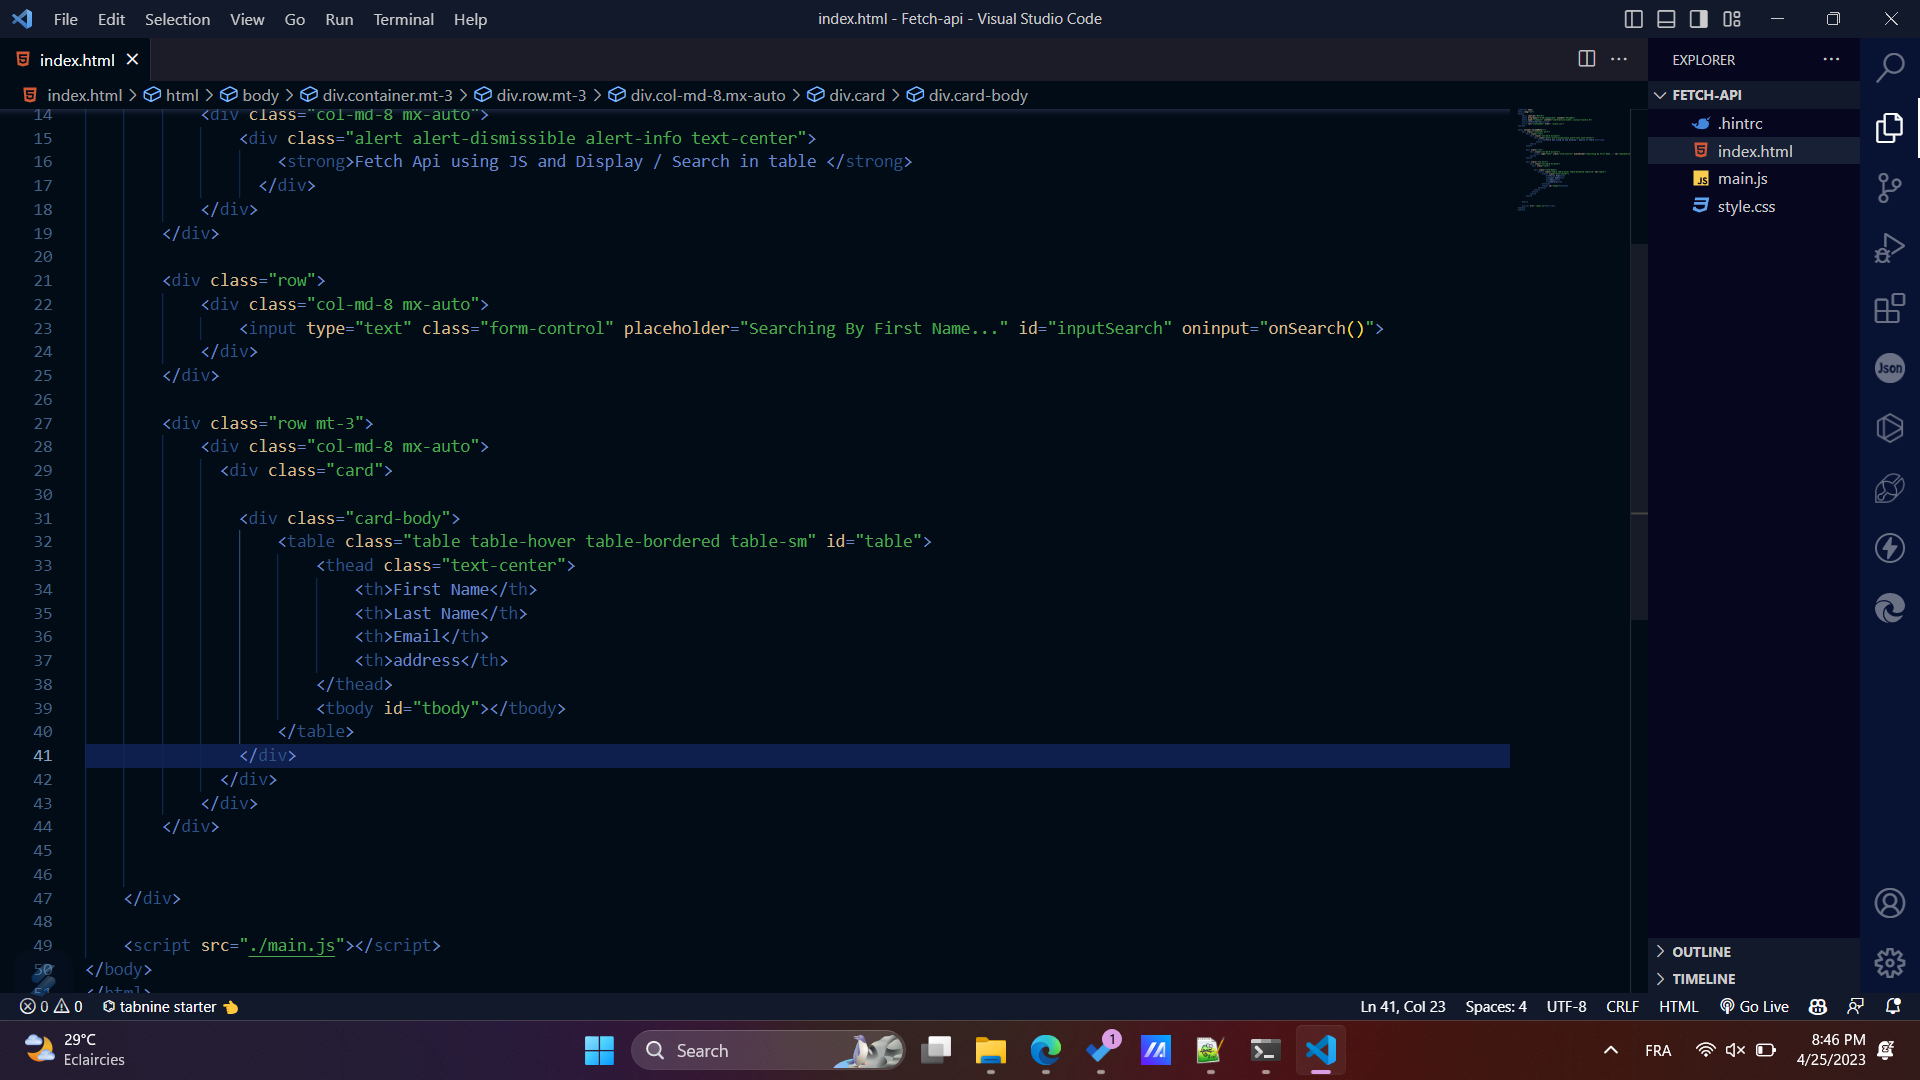 File Edit Selection View Go Run Terminal Help
index.html - Fetch-api - Visual Studio Code
index.html
EXPLORER
index.html > html > body > div.container.mt-3 > div.row.mt-3 > div.col-md-8.mx-auto > div.card > div.card-body
FETCH-API
.hintrc
index.html
main.js
style.css
14 <div class="col-md-8 mx-auto">
15 <div class="alert alert-dismissible alert-info text-center">
16 <strong>Fetch Api using JS and Display / Search in table </strong>
17 </div>
18 </div>
19 </div>
20
21 <div class="row">
22 <div class="col-md-8 mx-auto">
23 <input type="text" class="form-control" placeholder="Searching By First Name..." id="inputSearch" oninput="onSearch()">
24 </div>
25 </div>
26
27 <div class="row mt-3">
28 <div class="col-md-8 mx-auto">
29 <div class="card">
30
31 <div class="card-body">
32 <table class="table table-hover table-bordered table-sm" id="table">
33 <thead class="text-center">
34 <th>First Name</th>
35 <th>Last Name</th>
36 <th>Email</th>
37 <th>address</th>
38 </thead>
39 <tbody id="tbody"></tbody>
40 </table>
41 </div>
42 </div>
43 </div>
44 </div>
45
46
47 </div>
48
49 <script src="./main.js"></script>
50 </body>
51 </html>
Json
OUTLINE
TIMELINE
0 0 tabnine starter
Ln 41, Col 23 Spaces: 4 UTF-8 CRLF HTML Go Live
29°C
Eclaircies
Search
1
FRA
8:46 PM
4/25/2023